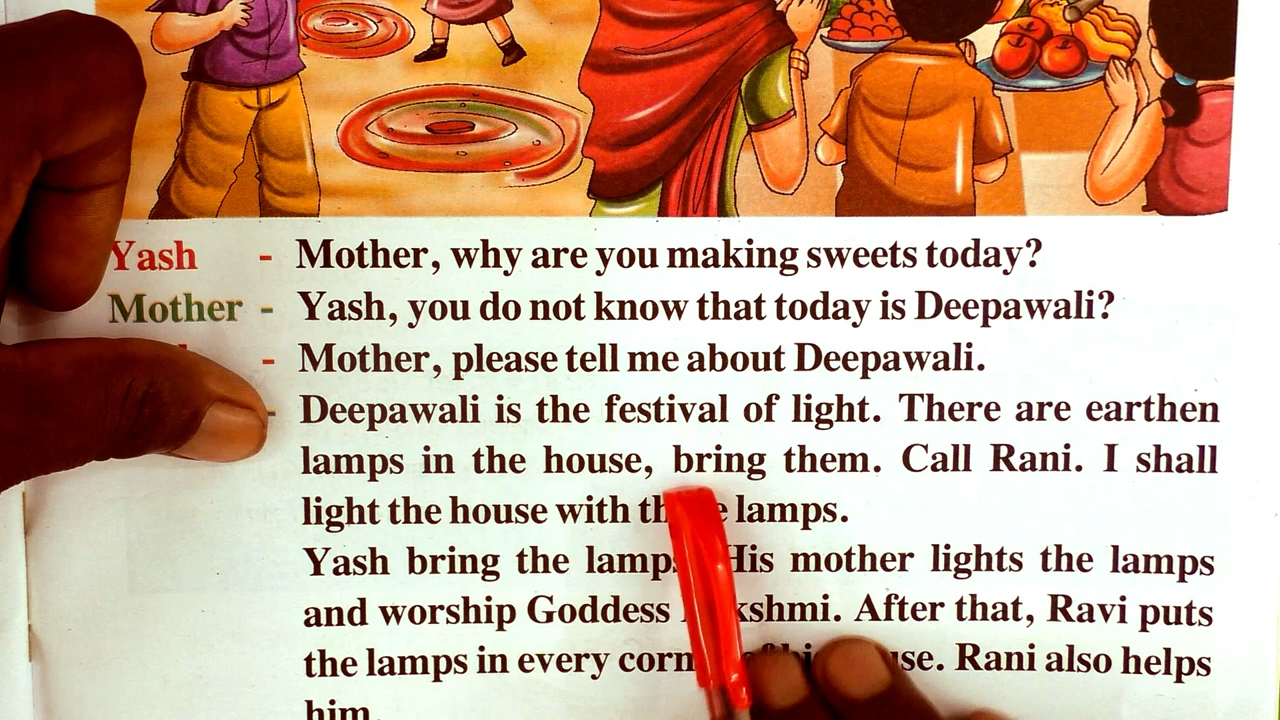 Yash - Mother, why are you making sweets today?
Mother - Yash, you do not know that today is Deepawali?
- Mother, please tell me about Deepawali.
- Deepawali is the festival of light. There are earthen
lamps in the house, bring them. Call Rani. I shall
light the house with lamps.
Yash bring the lamps His mother lights the lamps
and worship Goddess After that, Ravi puts
the lamps in every Rani also helps
him.